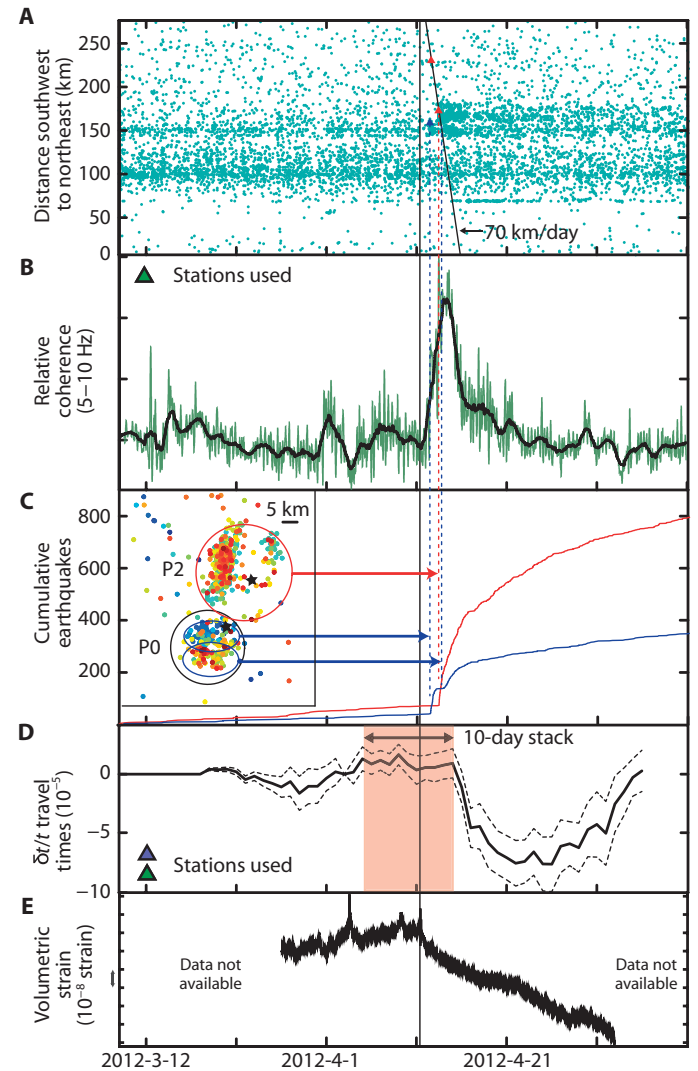 A
Distance southwest
to northeast (km)
250
200
150
100
50
0
70 km/day
B
Stations used
Relative
coherence
(5–10 Hz)
C
5 km
P2
P0
Cumulative
earthquakes
800
600
400
200
D
10-day stack
δt/t travel
times (10⁻⁵)
0
−5
−10
Stations used
E
Volumetric
strain
(10⁻⁸ strain)
Data not
available
Data not
available
2012-3-12
2012-4-1
2012-4-21